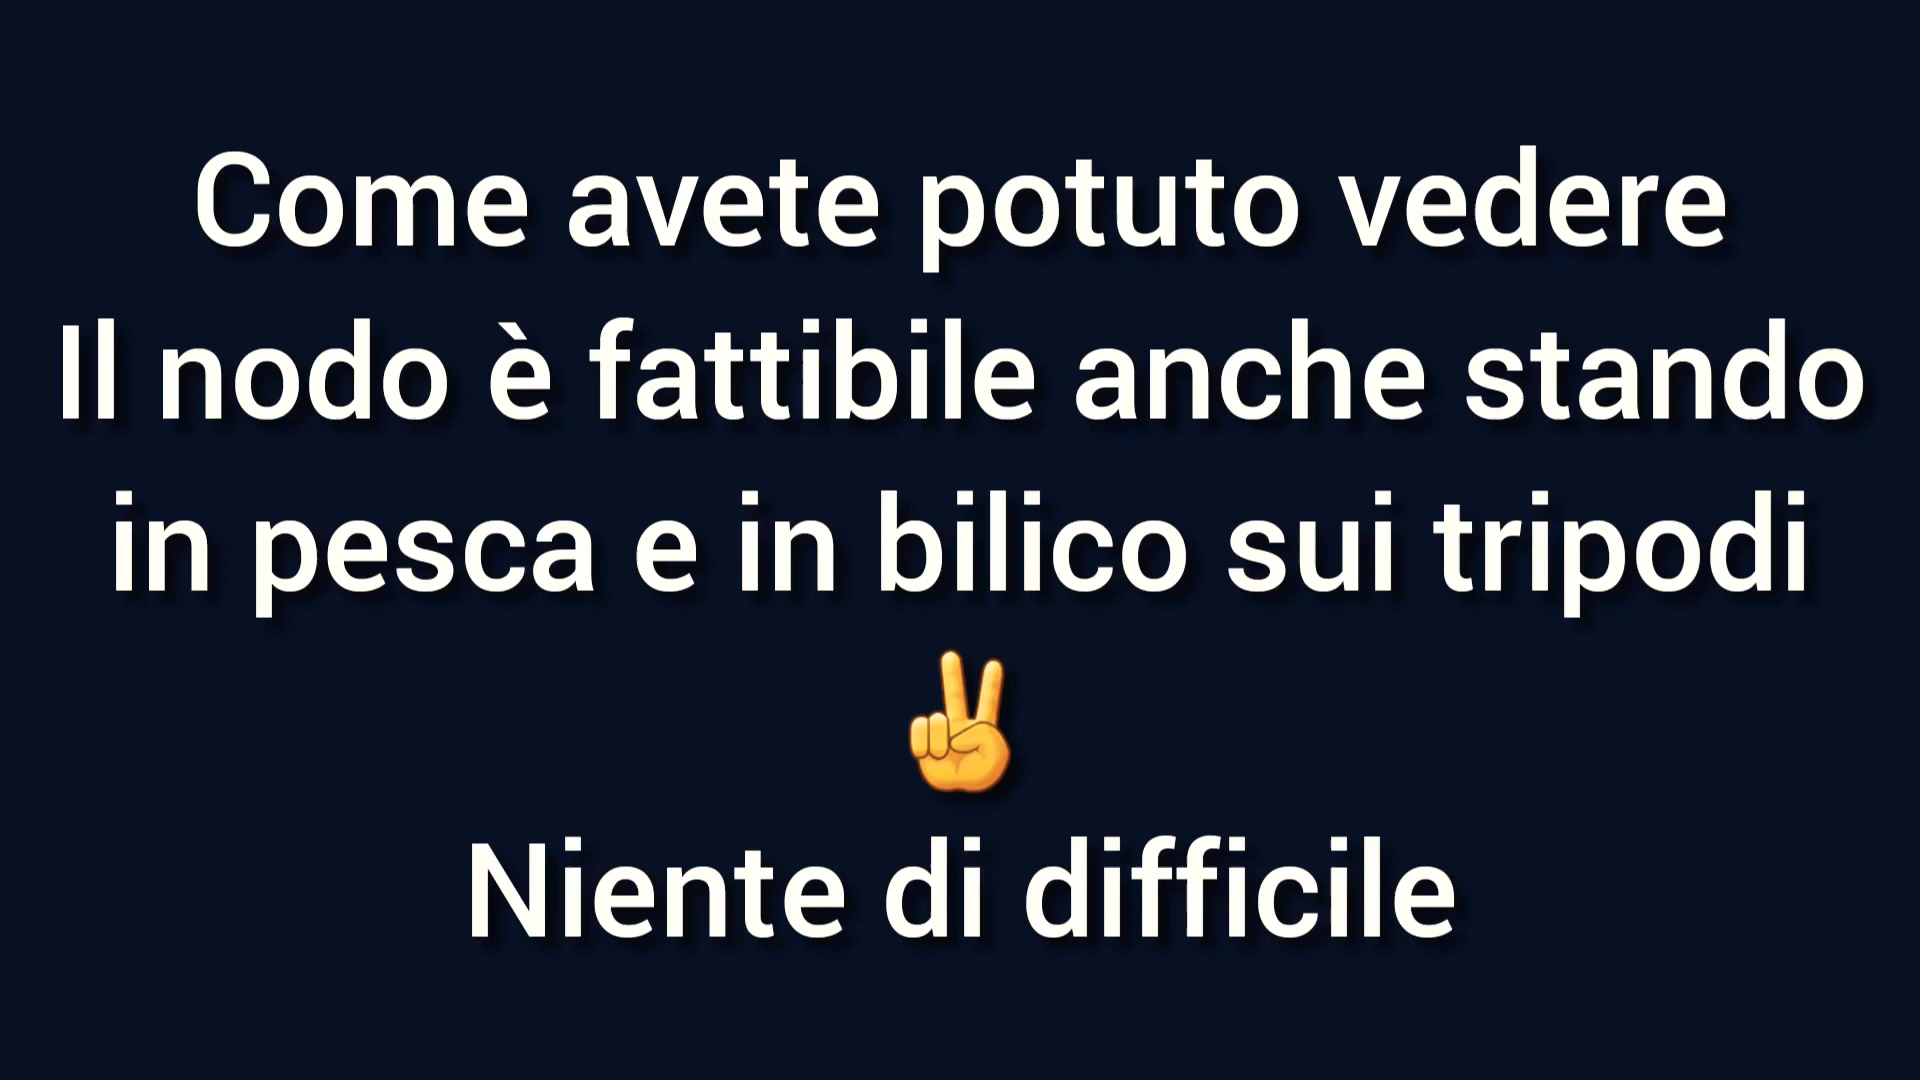 Come avete potuto vedere
Il nodo è fattibile anche stando
in pesca e in bilico sui tripodi
✌️
Niente di difficile